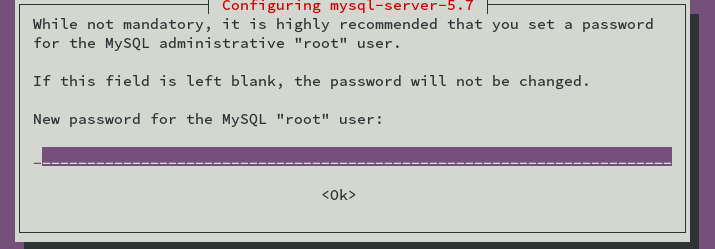 Configuring mysql-server-5.7
While not mandatory, it is highly recommended that you set a password
for the MySQL administrative "root" user.
If this field is left blank, the password will not be changed.
New password for the MySQL "root" user:
<Ok>